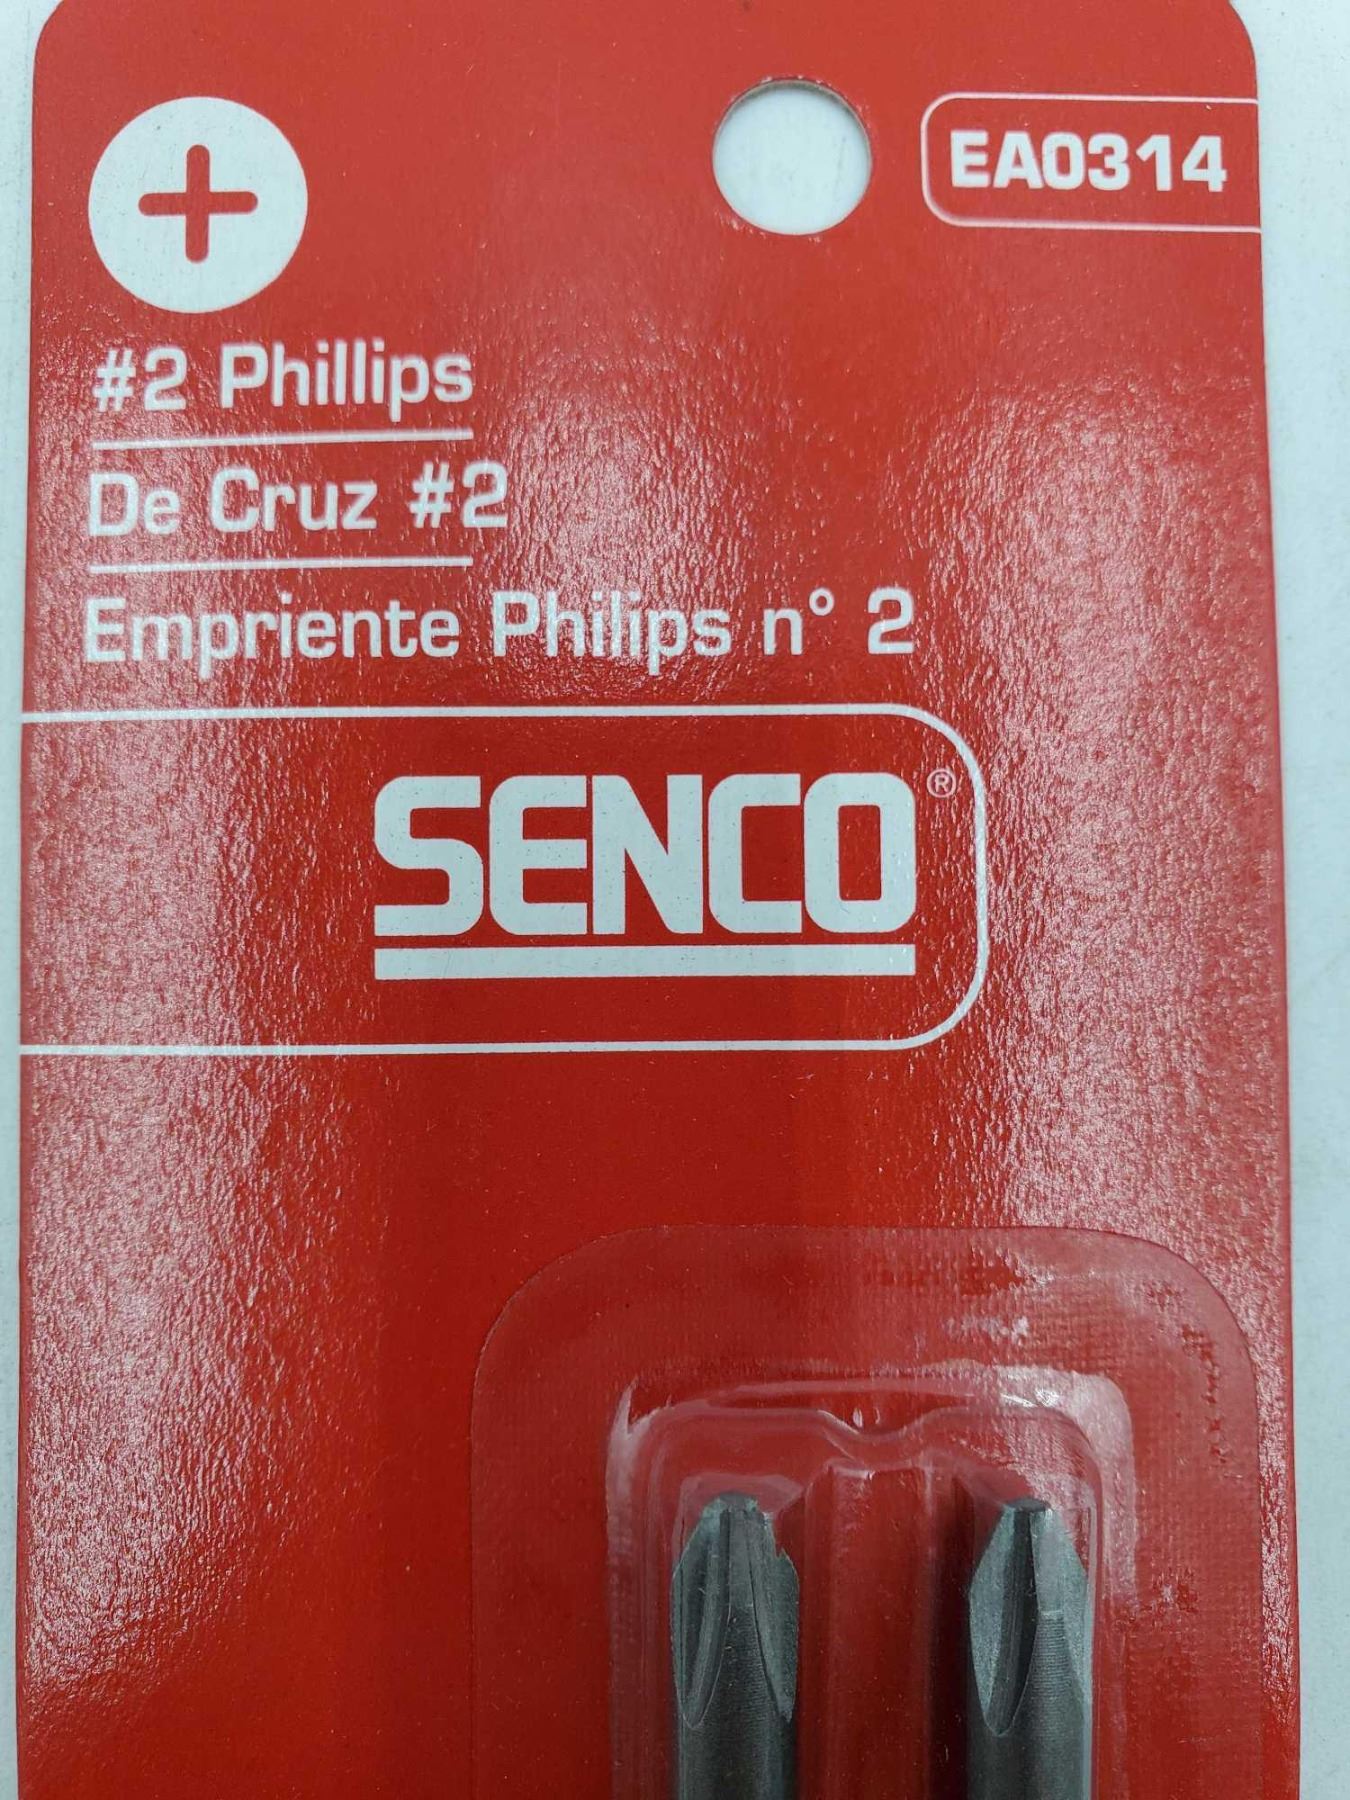 EA0314
#2 Phillips
De Cruz #2
Empriente Philips n° 2
SENCO®